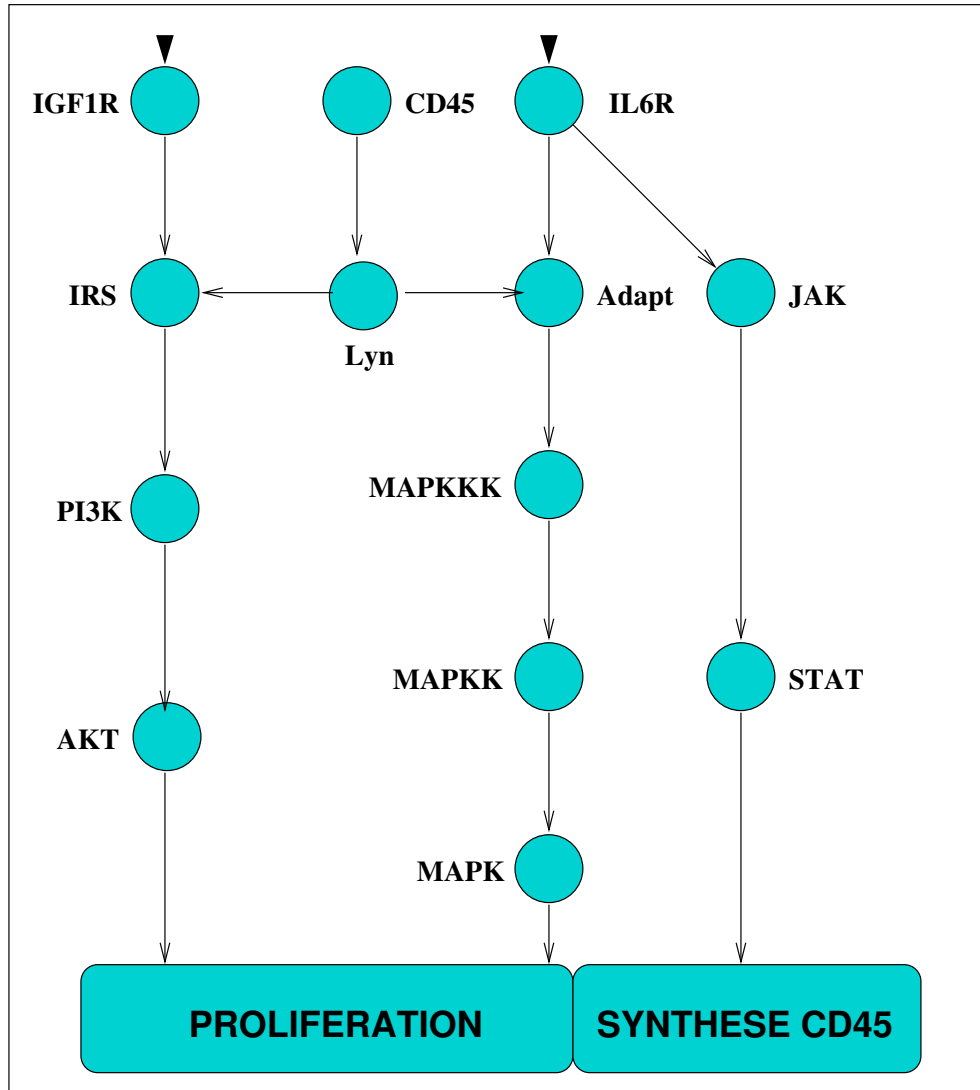 IGF1R
CD45
IL6R
IRS
Lyn
Adapt
JAK
PI3K
MAPKKK
MAPKK
STAT
AKT
MAPK
PROLIFERATION
SYNTHESE CD45